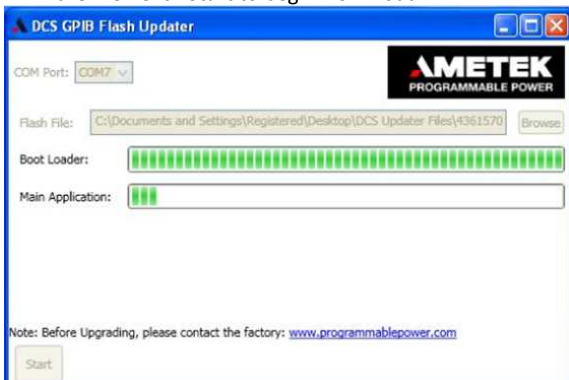 DCS GPIB Flash Updater
COM Port: COM7
AMETEK
PROGRAMMABLE POWER
Flash File: C:\Documents and Settings\Registered\Desktop\DCS Updater Files\4361570 Browse
Boot Loader:
Main Application:
Note: Before Upgrading, please contact the factory: www.programmablepower.com
Start